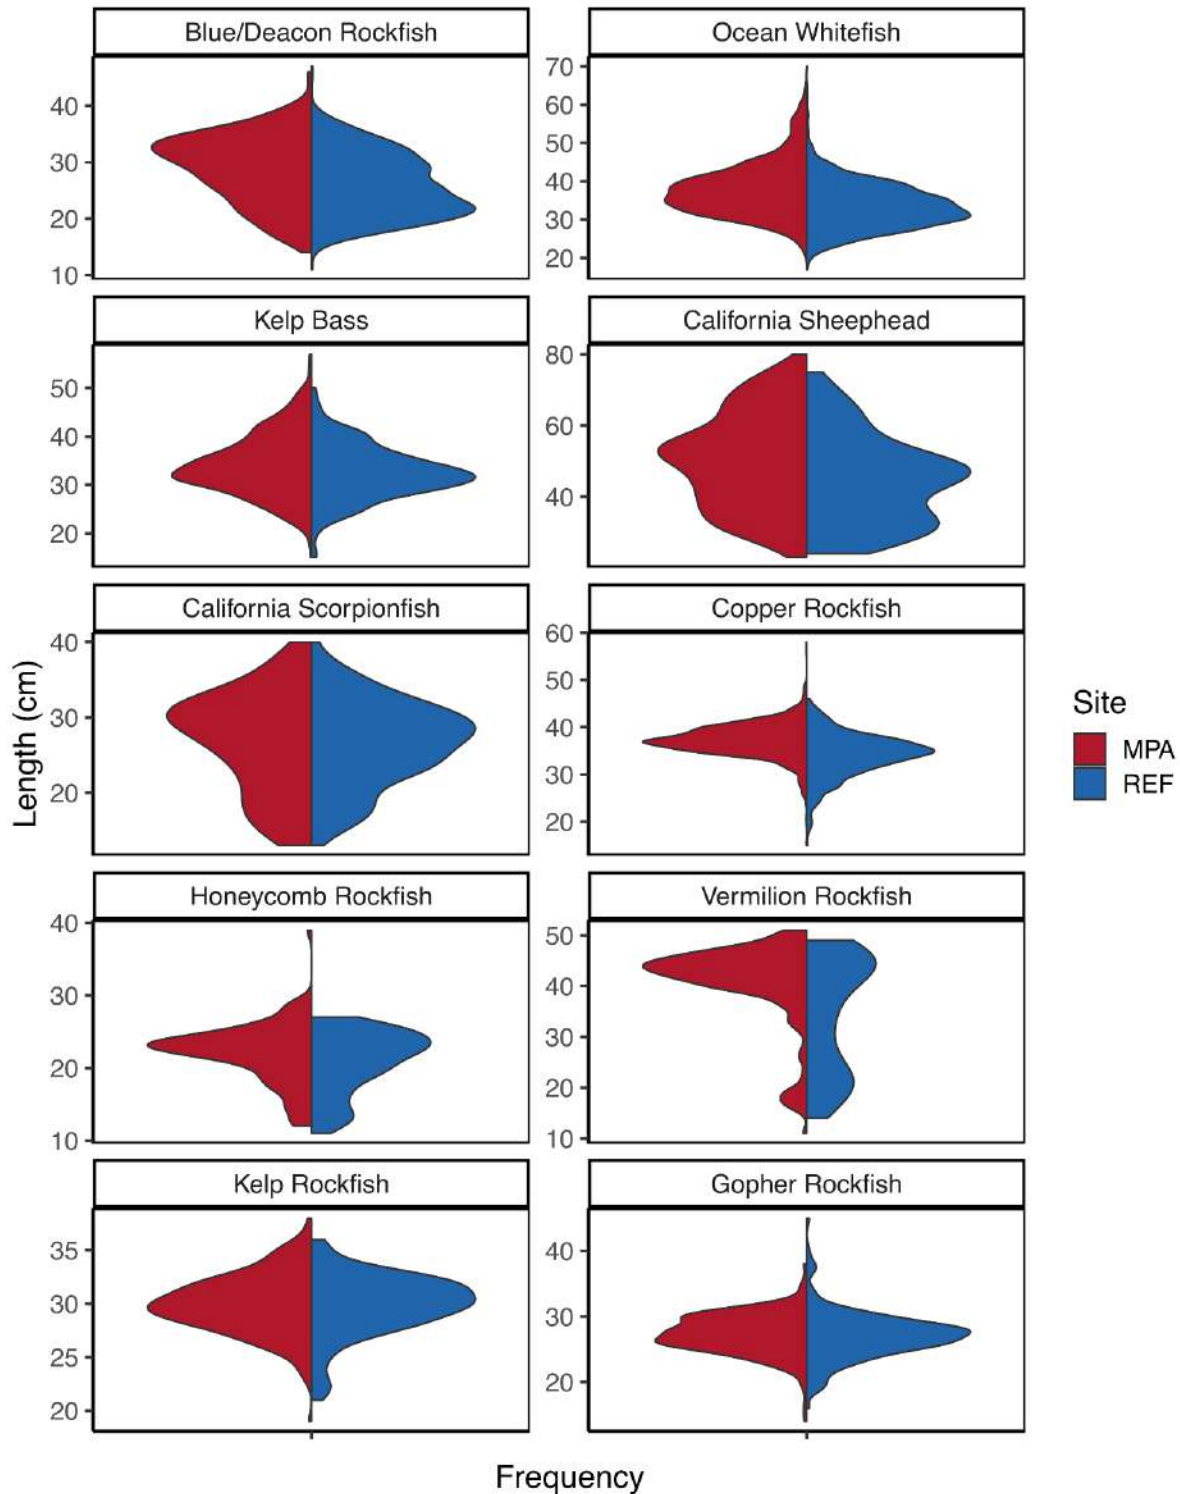 Blue/Deacon Rockfish
Ocean Whitefish
40
30
20
10
70
60
50
40
30
20
Kelp Bass
California Sheephead
50
40
30
20
80
60
40
California Scorpionfish
Copper Rockfish
40
30
20
60
50
40
30
20
Length (cm)
Site
MPA
REF
Honeycomb Rockfish
Vermilion Rockfish
40
30
20
10
50
40
30
20
10
Kelp Rockfish
Gopher Rockfish
35
30
25
20
40
30
20
Frequency